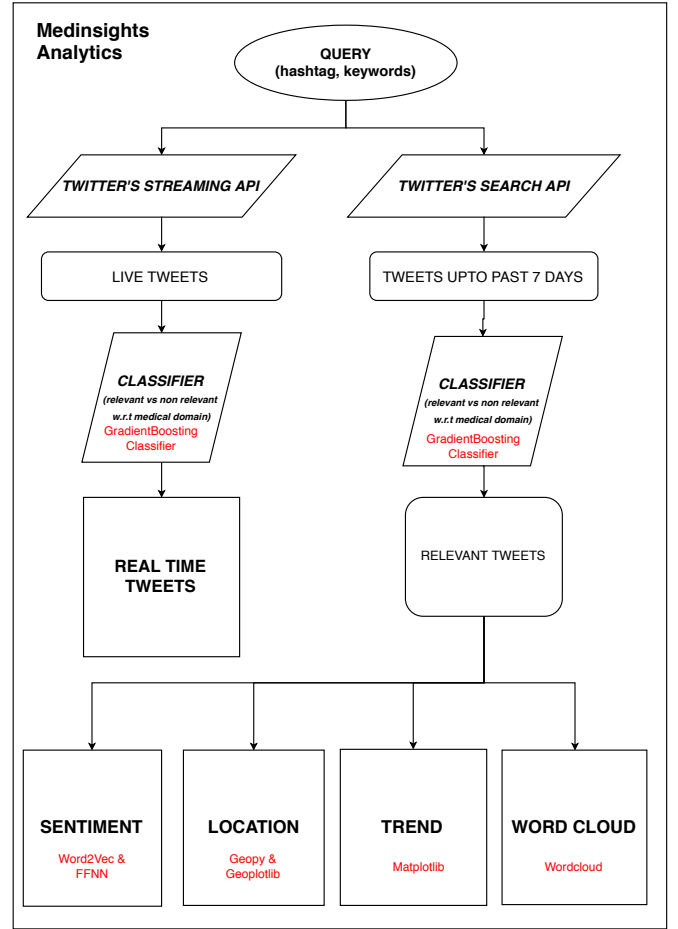 Medinsights
Analytics
QUERY
(hashtag, keywords)
TWITTER'S STREAMING API
TWITTER'S SEARCH API
LIVE TWEETS
TWEETS UPTO PAST 7 DAYS
CLASSIFIER
(relevant vs non relevant
w.r.t medical domain)
GradientBoosting
Classifier
CLASSIFIER
(relevant vs non relevant
w.r.t medical domain)
GradientBoosting
Classifier
REAL TIME
TWEETS
RELEVANT TWEETS
SENTIMENT
Word2Vec &
FFNN
LOCATION
Geopy &
Geoplotlib
TREND
Matplotlib
WORD CLOUD
Wordcloud